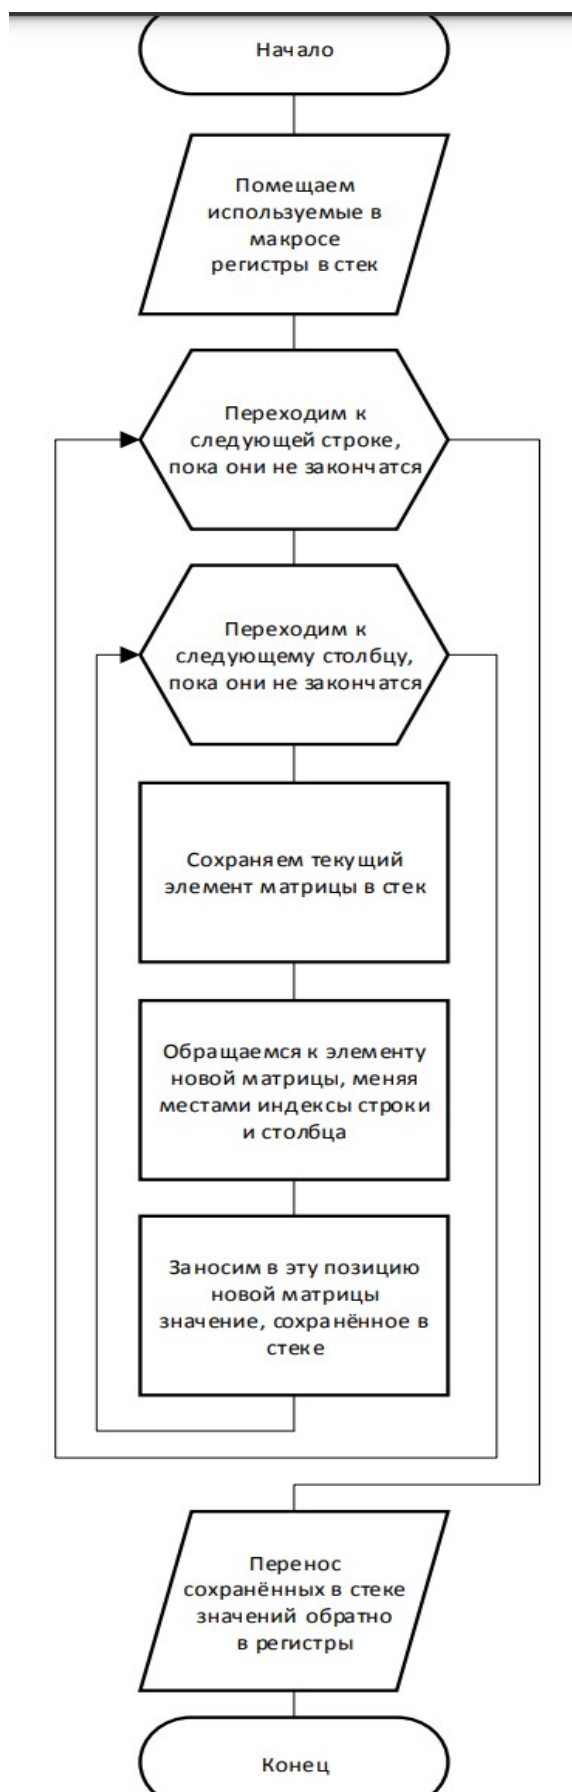 Начало
Помещаем
используемые в
макросе
регистры в стек
Переходим к
следующей строке,
пока они не закончатся
Переходим к
следующему столбцу,
пока они не закончатся
Сохраняем текущий
элемент матрицы в стек
Обращаемся к элементу
новой матрицы, меняя
местами индексы строки
и столбца
Заносим в эту позицию
новой матрицы
значение, сохранённое в
стеке
Перенос
сохранённых в стеке
значений обратно
в регистры
Конец